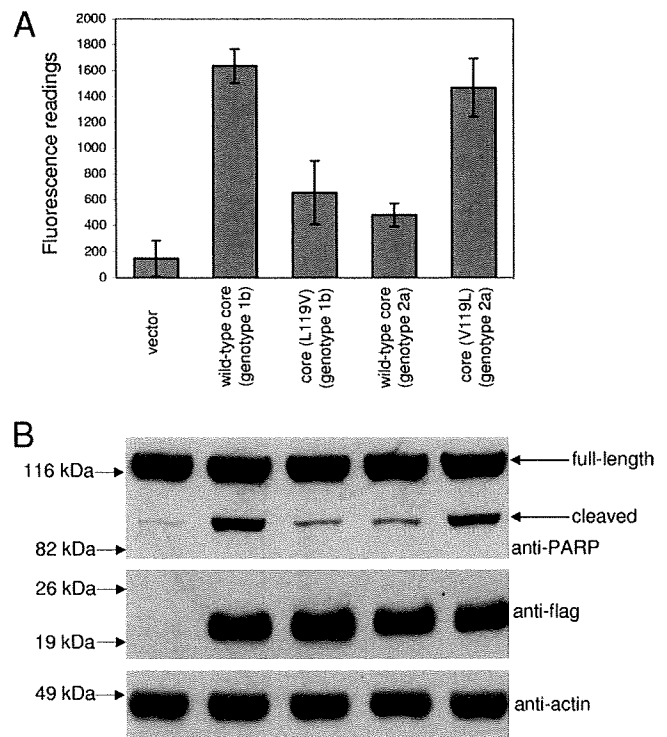 A
Fluorescence readings
2000
1800
1600
1400
1200
1000
800
600
400
200
0
vector
wild-type core
(genotype 1b)
core (L119V)
(genotype 1b)
wild-type core
(genotype 2a)
core (V119L)
(genotype 2a)
B
116 kDa
82 kDa
full-length
cleaved
anti-PARP
26 kDa
19 kDa
anti-flag
49 kDa
anti-actin